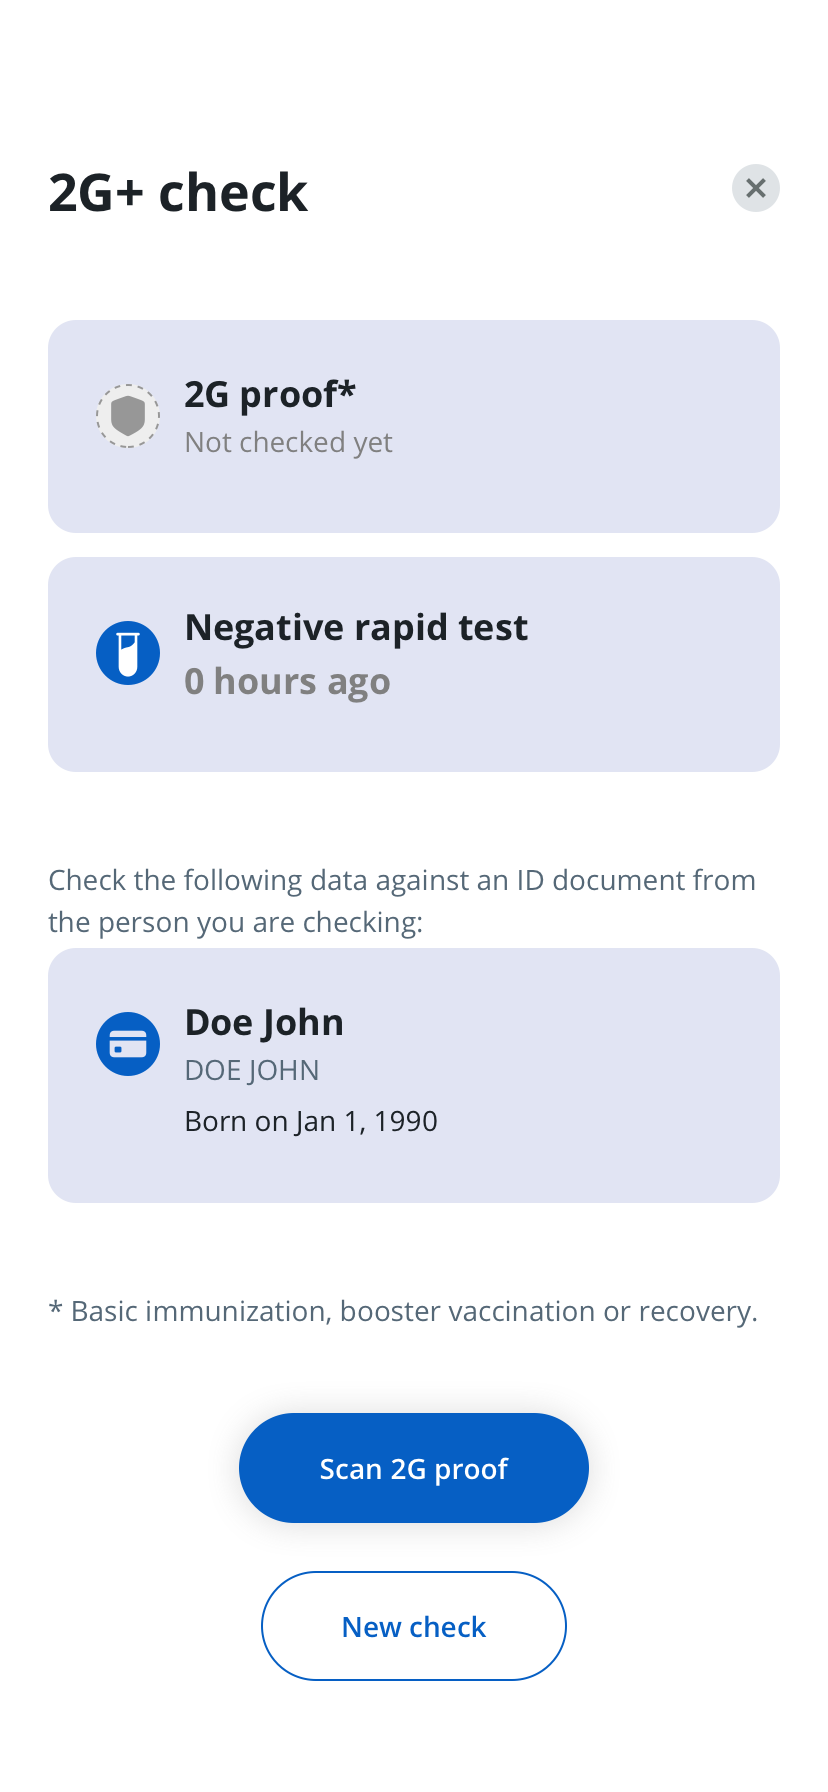 2G+ check
2G proof*
Not checked yet
Negative rapid test
0 hours ago
Check the following data against an ID document from
the person you are checking:
Doe John
DOE JOHN
Born on Jan 1, 1990
* Basic immunization, booster vaccination or recovery.
Scan 2G proof
New check